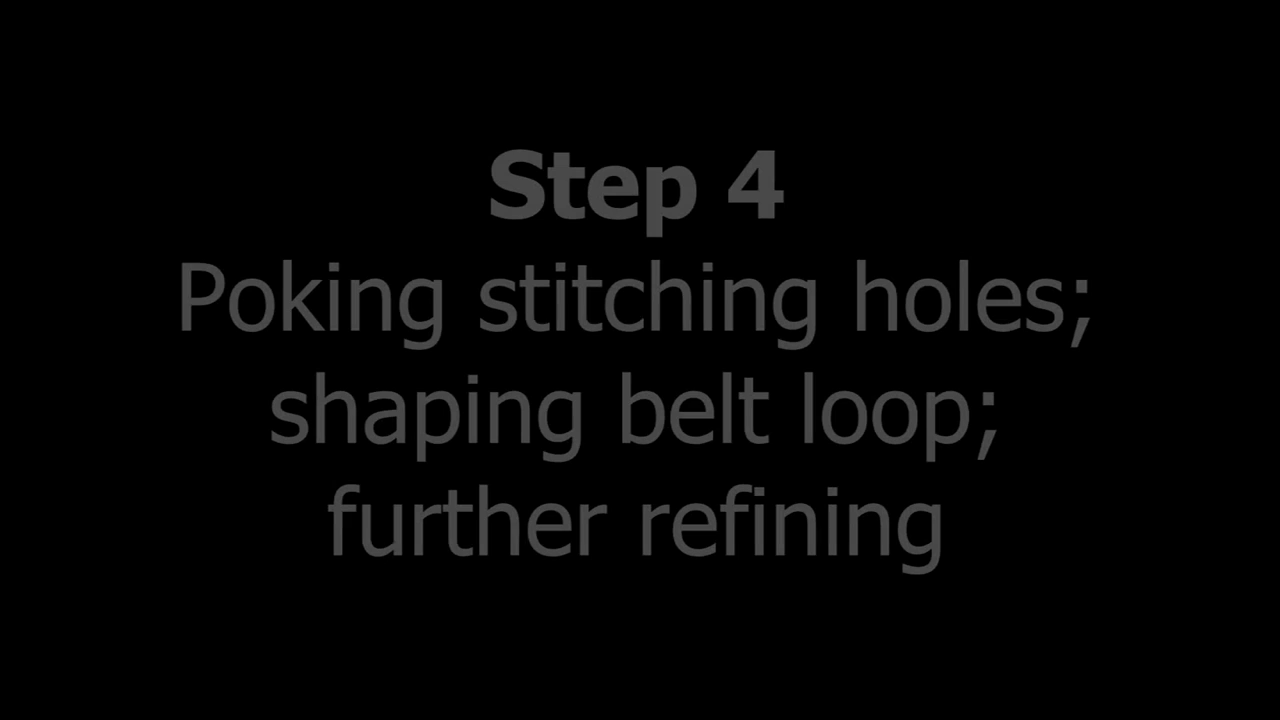 Step 4
Poking stitching holes;
shaping belt loop;
further refining